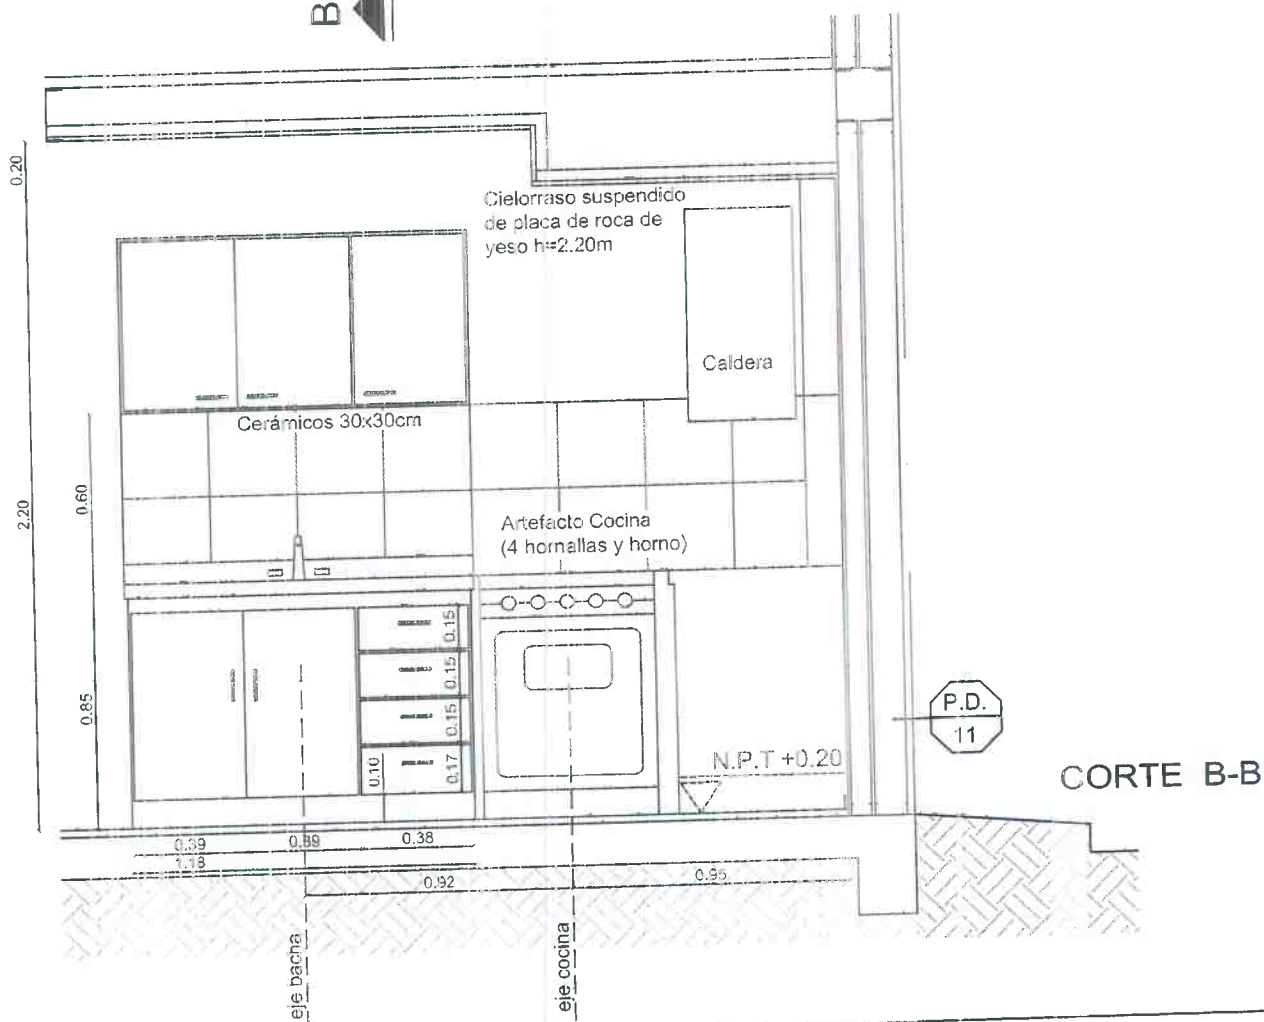 B
0.20
Cielorraso suspendido
de placa de roca de
yeso h=2.20m
Caldera
Cerámicos 30x30cm
2.20
0.60
Artefacto Cocina
(4 hornallas y horno)
0.15
0.15
0.15
0.10
0.17
0.85
P.D.
11
N.P.T +0.20
CORTE B-B
0.39
0.39
0.38
1.18
0.92
0.95
eje bacha
eje cocina